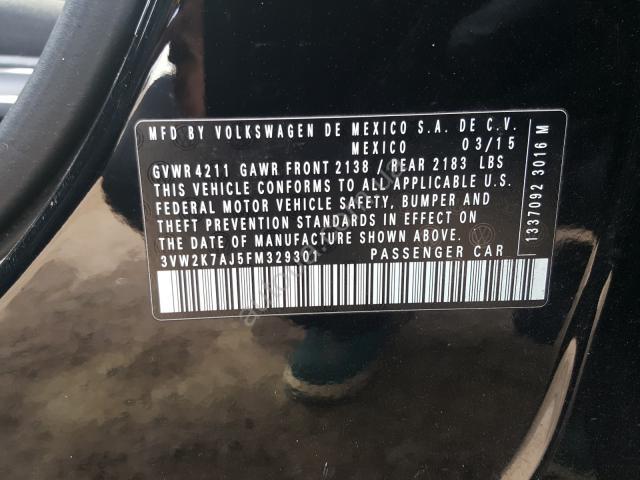 MFD BY VOLKSWAGEN DE MEXICO S.A. DE C.V.
MEXICO 03/15
GVWR 4211 GAWR FRONT 2138 / REAR 2183 LBS
THIS VEHICLE CONFORMS TO ALL APPLICABLE U.S.
FEDERAL MOTOR VEHICLE SAFETY, BUMPER AND
THEFT PREVENTION STANDARDS IN EFFECT ON
THE DATE OF MANUFACTURE SHOWN ABOVE.
3VW2K7AJ5FM329301 PASSENGER CAR
1337092 3016 M